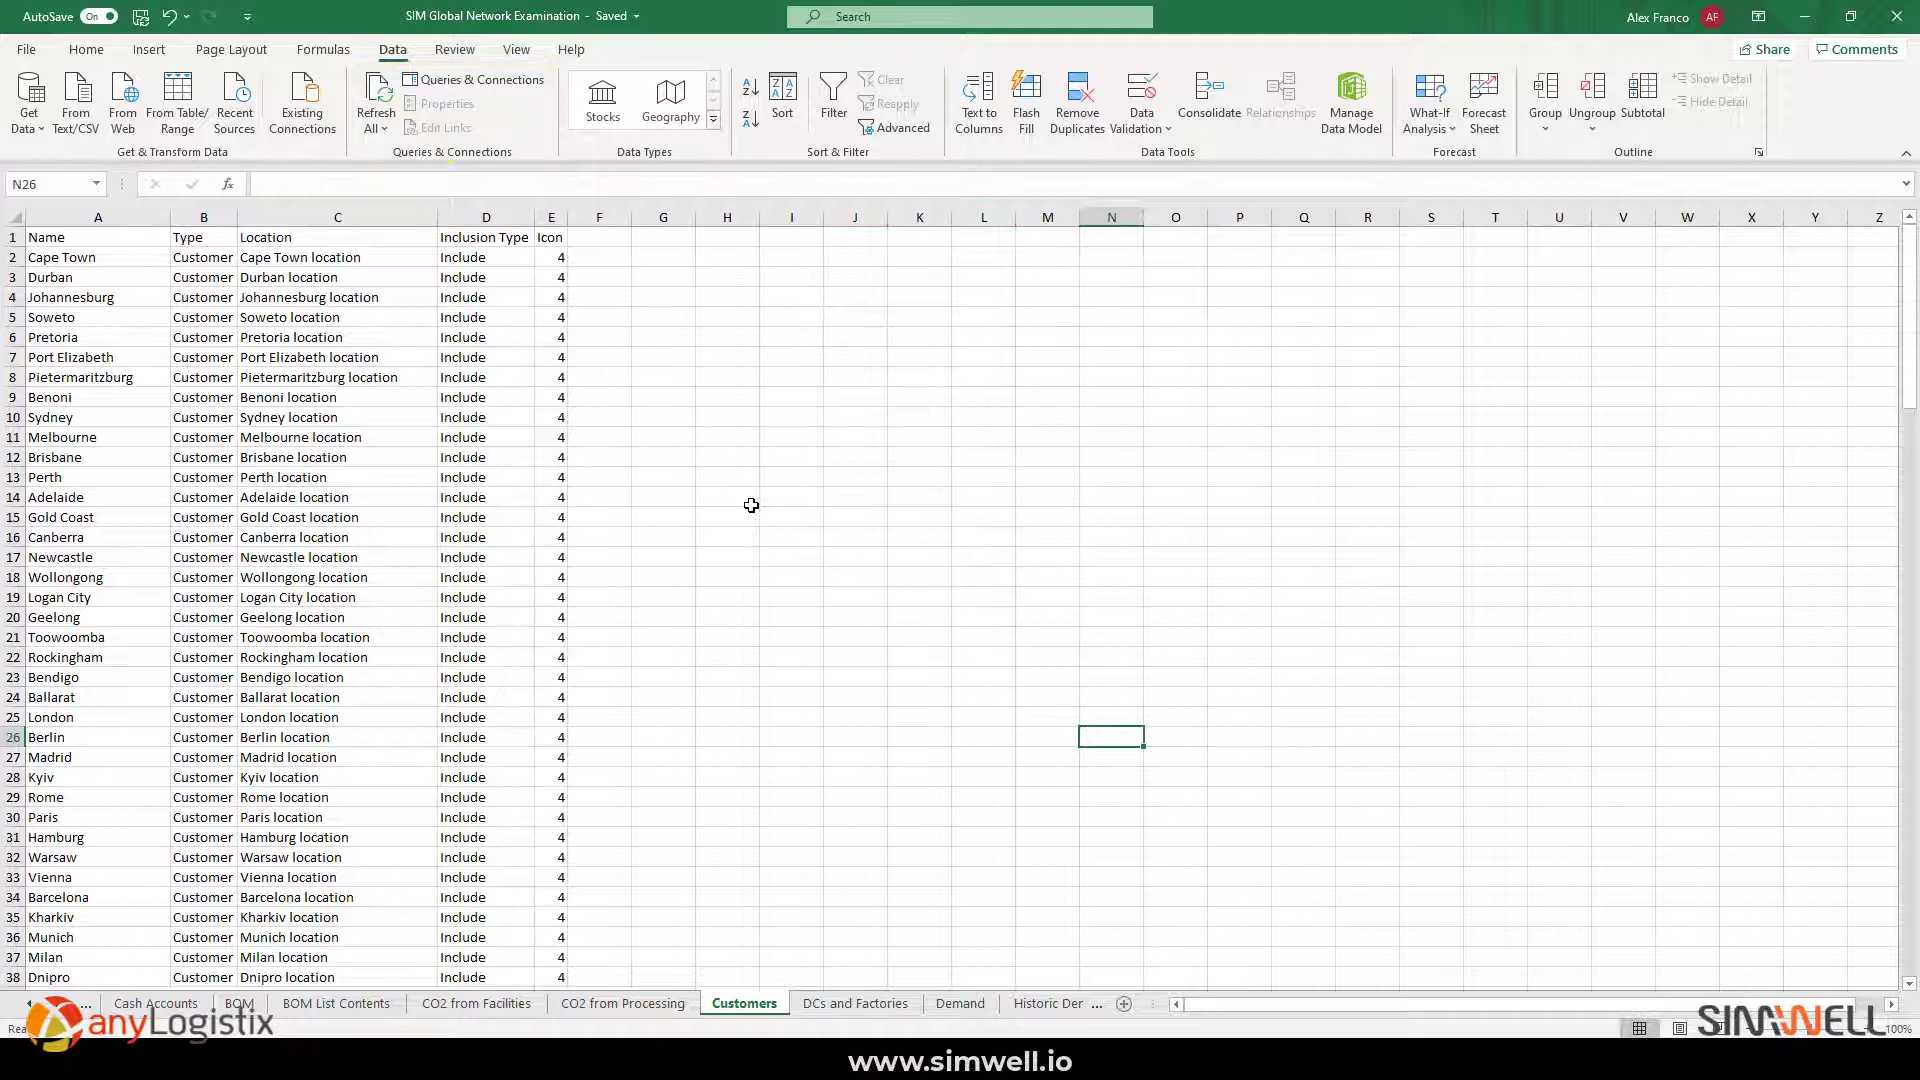 AutoSave On SIM Global Network Examination - Saved Search Alex Franco AF
File Home Insert Page Layout Formulas Data Review View Help Share Comments
Get Data From Text/CSV From Web From Table/Range Recent Sources Existing Connections Refresh All Queries & Connections Properties Edit Links Stocks Geography Sort Filter Clear Reapply Advanced Text to Columns Flash Fill Remove Duplicates Data Validation Consolidate Relationships Manage Data Model What-If Analysis Forecast Sheet Group Ungroup Subtotal Show Detail Hide Detail
Get & Transform Data Queries & Connections Data Types Sort & Filter Data Tools Forecast Outline
N26 fx
A B C D E F G H I J K L M N O P Q R S T U V W X Y Z
1 Name Type Location Inclusion Type Icon
2 Cape Town Customer Cape Town location Include 4
3 Durban Customer Durban location Include 4
4 Johannesburg Customer Johannesburg location Include 4
5 Soweto Customer Soweto location Include 4
6 Pretoria Customer Pretoria location Include 4
7 Port Elizabeth Customer Port Elizabeth location Include 4
8 Pietermaritzburg Customer Pietermaritzburg location Include 4
9 Benoni Customer Benoni location Include 4
10 Sydney Customer Sydney location Include 4
11 Melbourne Customer Melbourne location Include 4
12 Brisbane Customer Brisbane location Include 4
13 Perth Customer Perth location Include 4
14 Adelaide Customer Adelaide location Include 4
15 Gold Coast Customer Gold Coast location Include 4
16 Canberra Customer Canberra location Include 4
17 Newcastle Customer Newcastle location Include 4
18 Wollongong Customer Wollongong location Include 4
19 Logan City Customer Logan City location Include 4
20 Geelong Customer Geelong location Include 4
21 Toowoomba Customer Toowoomba location Include 4
22 Rockingham Customer Rockingham location Include 4
23 Bendigo Customer Bendigo location Include 4
24 Ballarat Customer Ballarat location Include 4
25 London Customer London location Include 4
26 Berlin Customer Berlin location Include 4
27 Madrid Customer Madrid location Include 4
28 Kyiv Customer Kyiv location Include 4
29 Rome Customer Rome location Include 4
30 Paris Customer Paris location Include 4
31 Hamburg Customer Hamburg location Include 4
32 Warsaw Customer Warsaw location Include 4
33 Vienna Customer Vienna location Include 4
34 Barcelona Customer Barcelona location Include 4
35 Kharkiv Customer Kharkiv location Include 4
36 Munich Customer Munich location Include 4
37 Milan Customer Milan location Include 4
38 Dnipro Customer Dnipro location Include 4
... Cash Accounts BOM BOM List Contents CO2 from Facilities CO2 from Processing Customers DCs and Factories Demand Historic Der ...
anyLogistix SIMWELL 100%
www.simwell.io